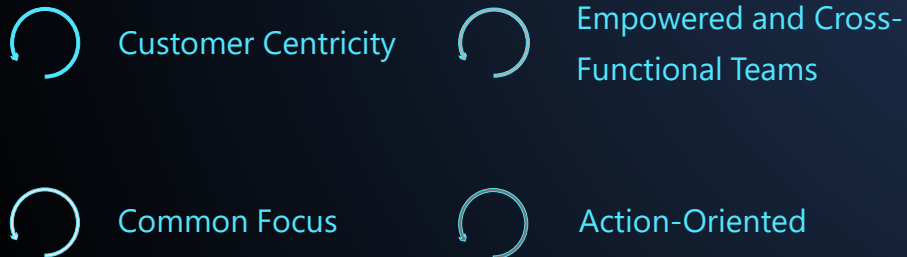 Customer Centricity
Empowered and Cross-
Functional Teams
Common Focus
Action-Oriented